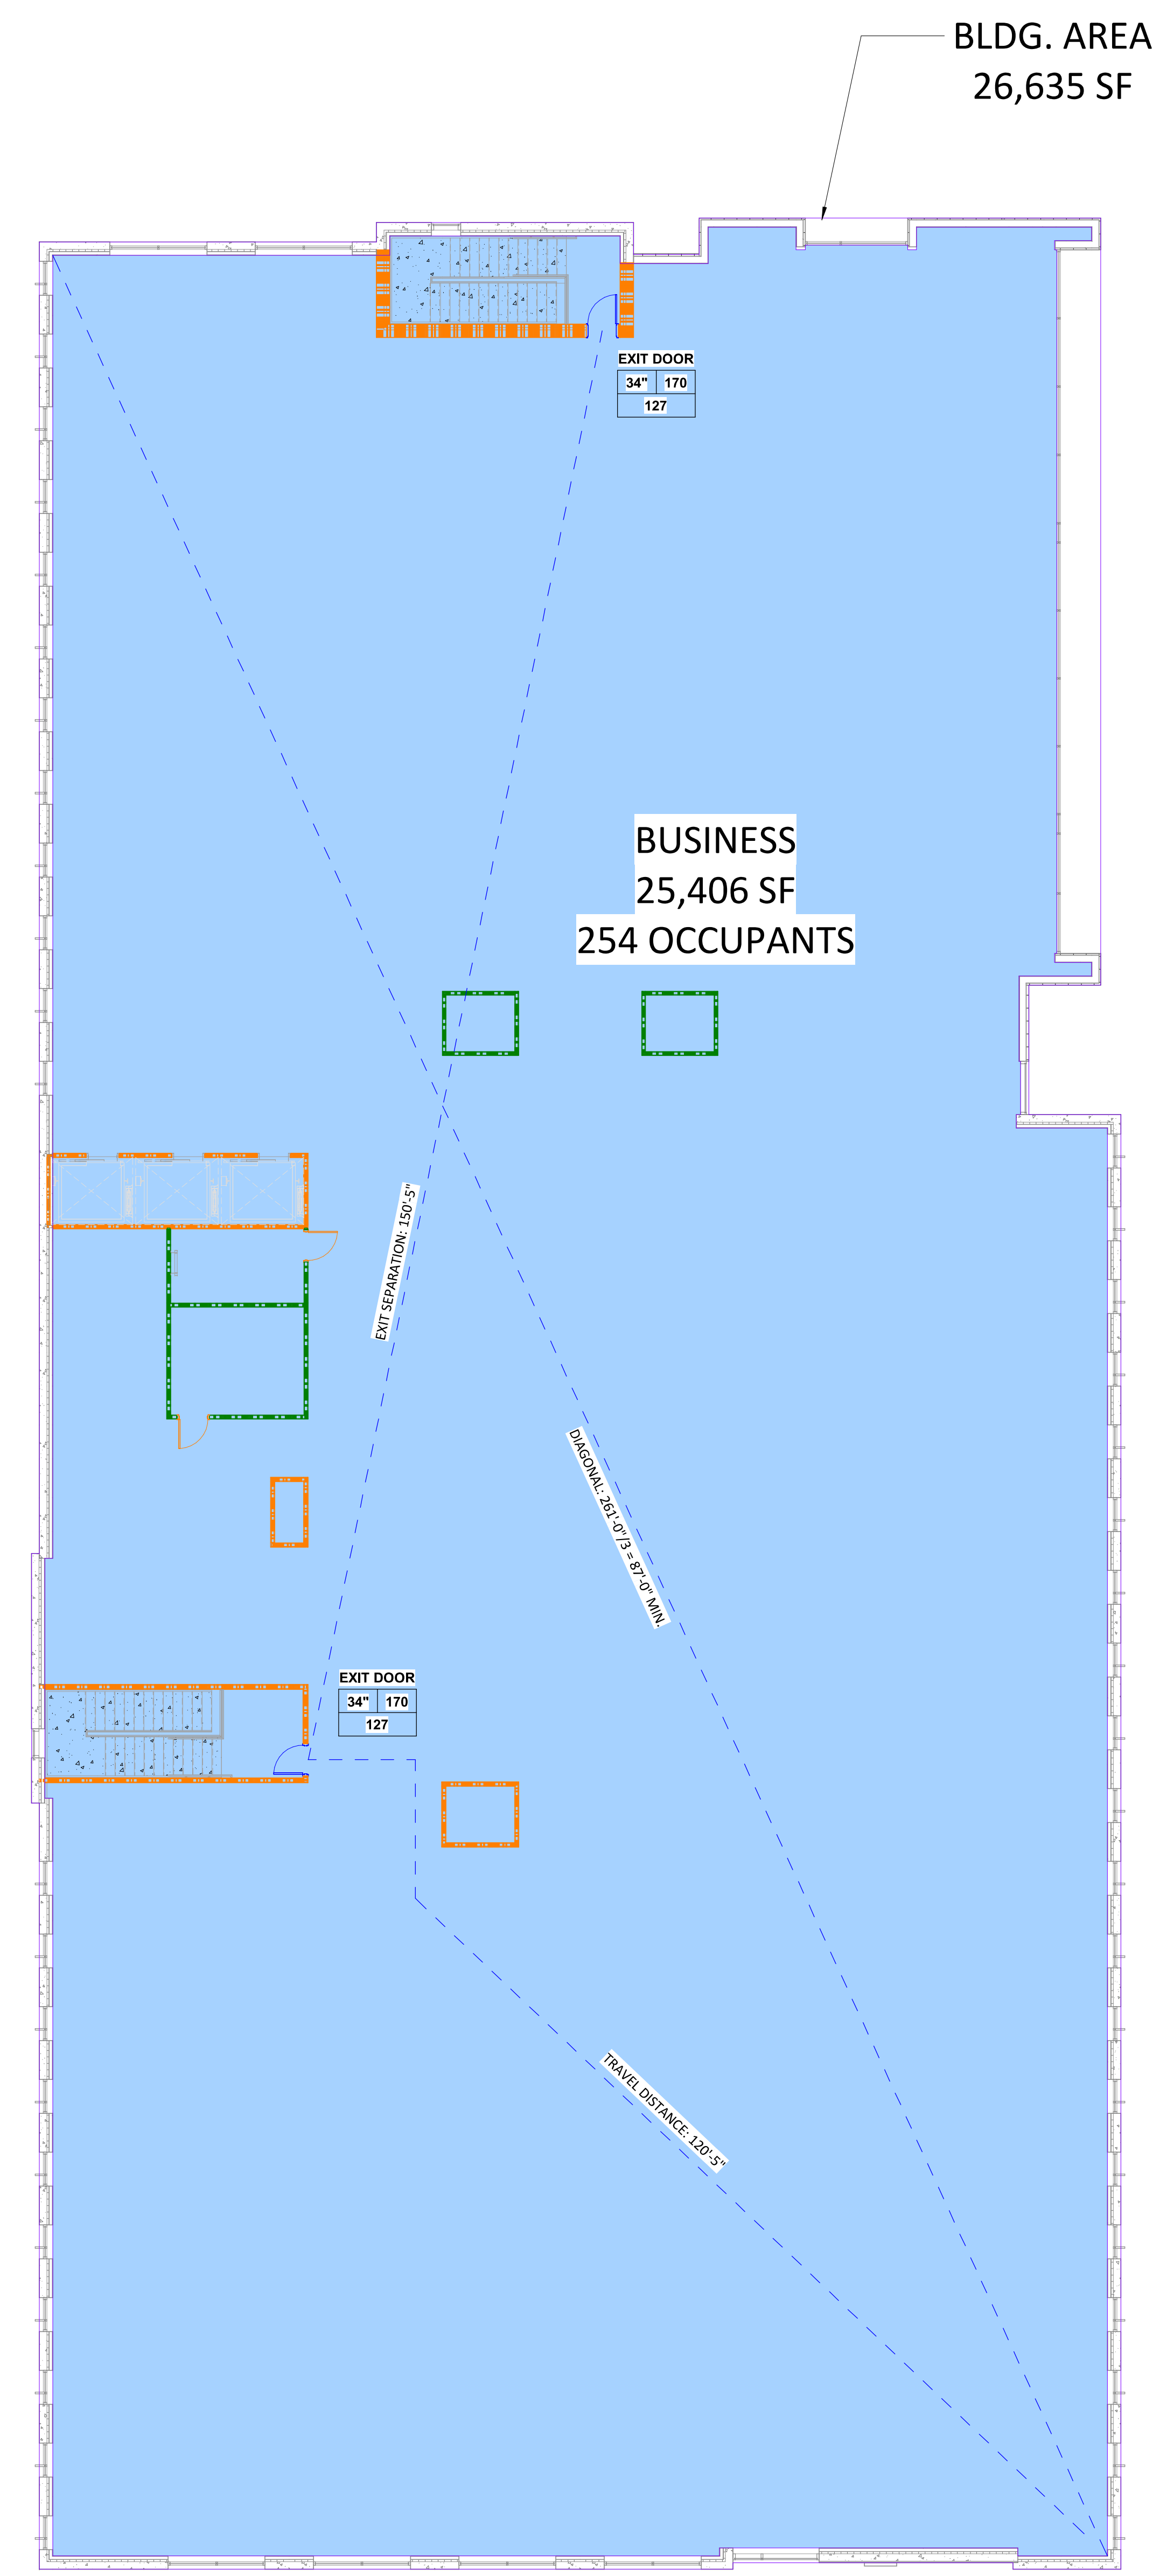 BLDG. AREA
26,635 SF
EXIT DOOR
34" 170
127
BUSINESS
25,406 SF
254 OCCUPANTS
EXIT SEPARATION: 150'-5"
DIAGONAL: 261'-0"/3 = 87'-0" MIN.
EXIT DOOR
34" 170
127
TRAVEL DISTANCE: 120'-5"